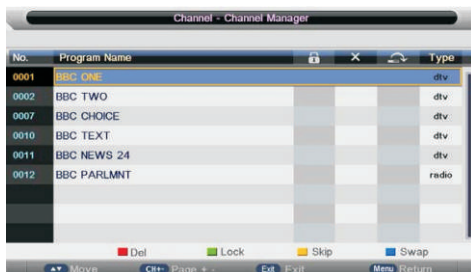 Channel - Channel Manager
No. Program Name Type
0001 BBC ONE dtv
0002 BBC TWO dtv
0007 BBC CHOICE dtv
0010 BBC TEXT dtv
0011 BBC NEWS 24 dtv
0012 BBC PARLMNT radio
Del Lock Skip Swap
Move CH+- Page + - Exit Exit Menu Return